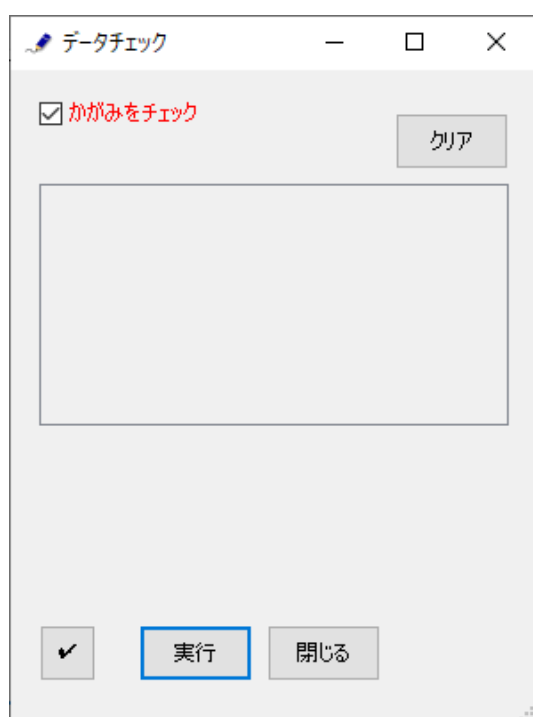 データチェック
かがみをチェック
クリア
✔
実行
閉じる